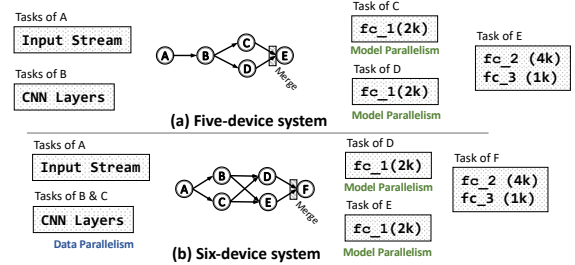 Tasks of A
Input Stream
Tasks of B
CNN Layers
A
B
C
D
E
Merge
Task of C
fc_1(2k)
Model Parallelism
Task of D
fc_1(2k)
Model Parallelism
Task of E
fc_2 (4k)
fc_3 (1k)
(a) Five-device system
Tasks of A
Input Stream
Tasks of B & C
CNN Layers
Data Parallelism
A
B
C
D
E
F
Merge
Task of D
fc_1(2k)
Model Parallelism
Task of E
fc_1(2k)
Model Parallelism
Task of F
fc_2 (4k)
fc_3 (1k)
(b) Six-device system